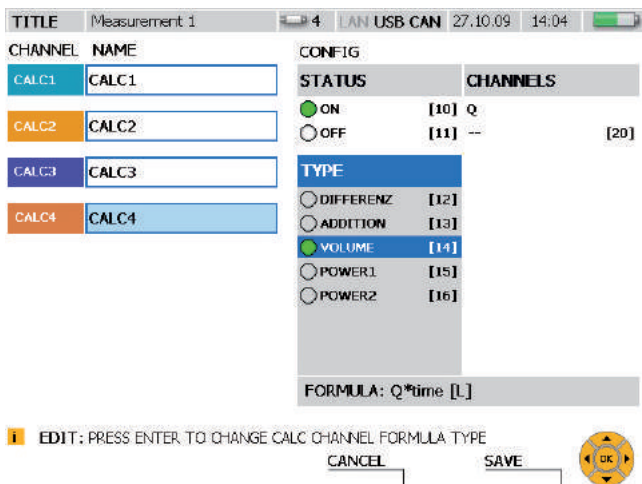 TITLE Measurement 1 4 LAN USB CAN 27.10.09 14:04
CHANNEL NAME
CALC1 CALC1
CALC2 CALC2
CALC3 CALC3
CALC4 CALC4
CONFIG
STATUS CHANNELS
ON [10] Q
OFF [11] -- [20]
TYPE
DIFFERENZ [12]
ADDITION [13]
VOLUME [14]
POWER1 [15]
POWER2 [16]
FORMULA: Q*time [L]
i EDIT: PRESS ENTER TO CHANGE CALC CHANNEL FORMULA TYPE
CANCEL SAVE
OK